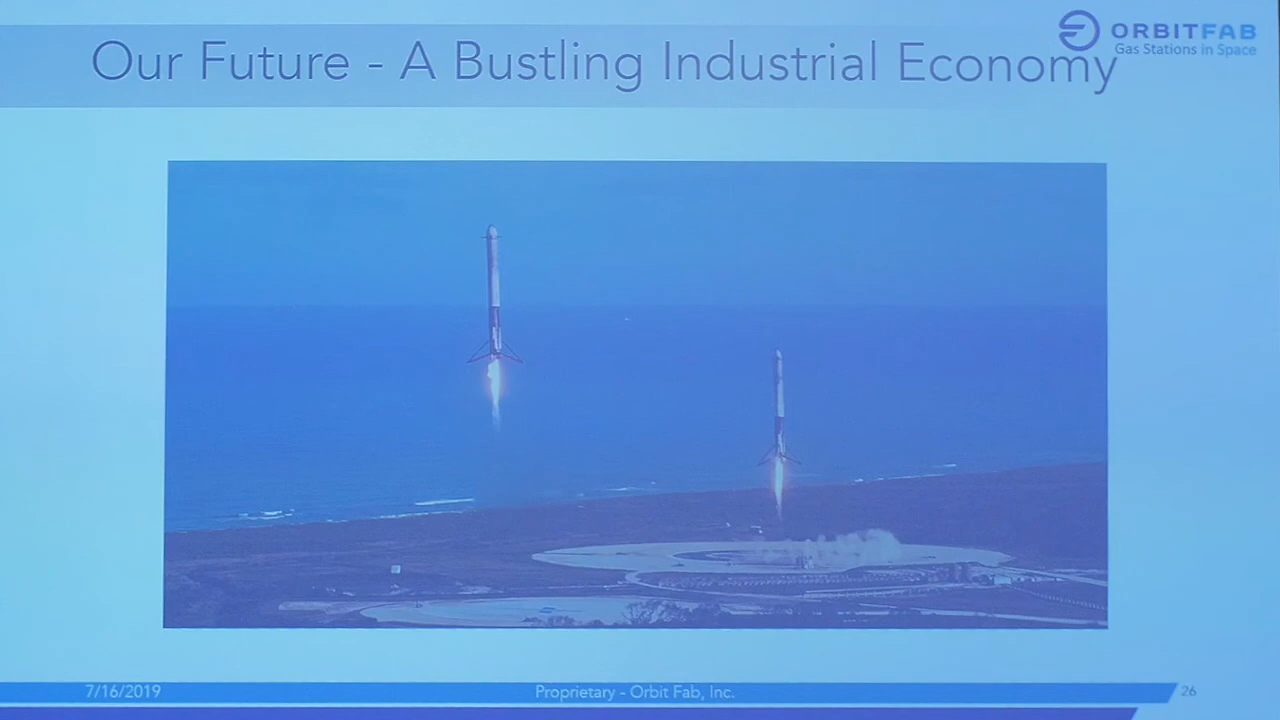 Our Future - A Bustling Industrial Economy
ORBITFAB
Gas Stations in Space
7/16/2019
Proprietary - Orbit Fab, Inc.
26